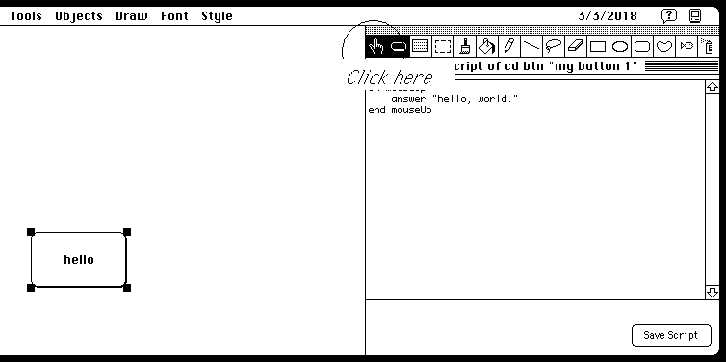 Tools Objects Draw Font Style 3/3/2018
Click here
cript of cd btn "my button 1"
answer "hello, world."
end mouseUp
hello
Save Script